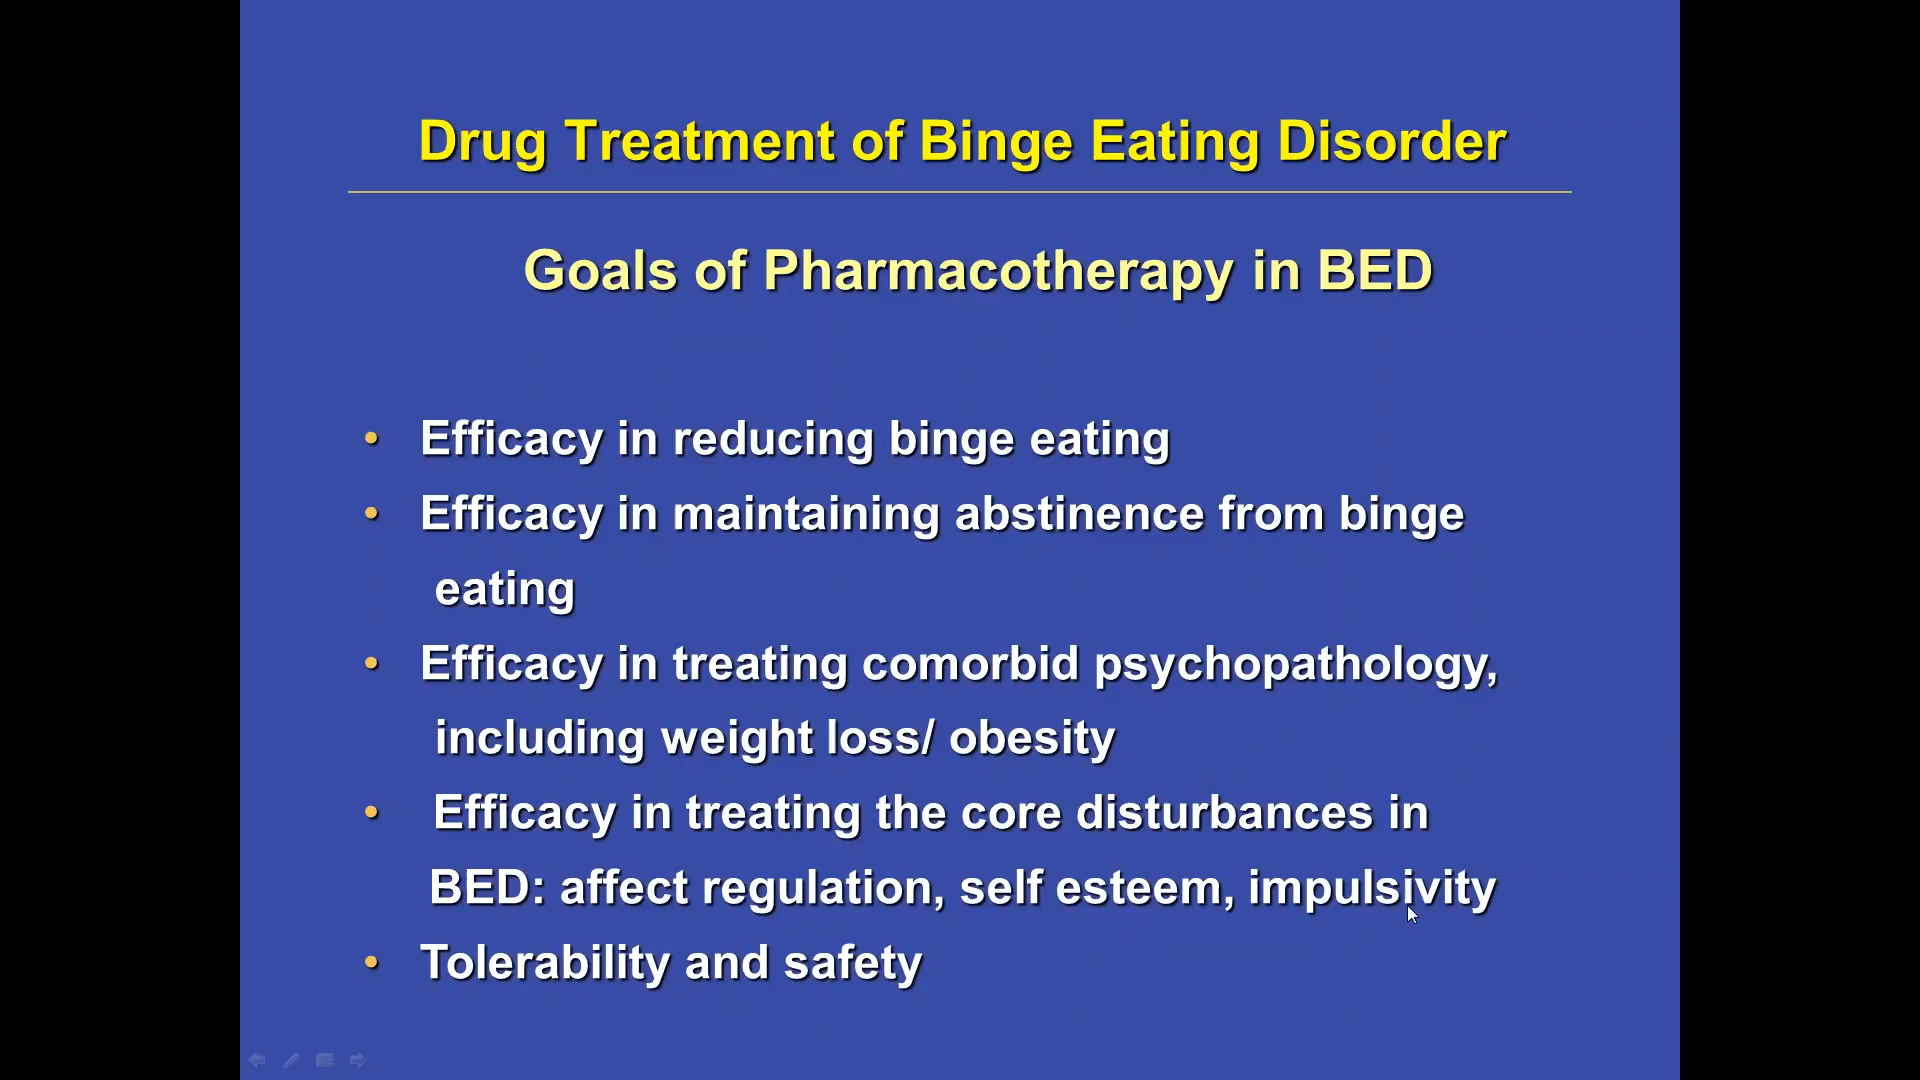 Drug Treatment of Binge Eating Disorder
Goals of Pharmacotherapy in BED
• Efficacy in reducing binge eating
• Efficacy in maintaining abstinence from binge
eating
• Efficacy in treating comorbid psychopathology,
including weight loss/ obesity
• Efficacy in treating the core disturbances in
BED: affect regulation, self esteem, impulsivity
• Tolerability and safety